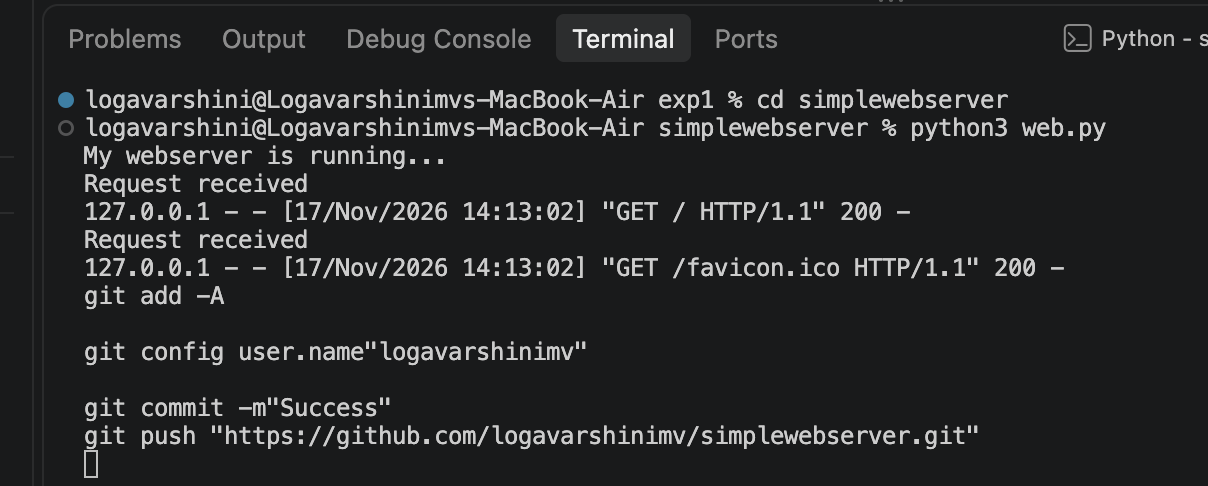 Problems Output Debug Console Terminal Ports Python - s
logavarshini@Logavarshinimvs-MacBook-Air exp1 % cd simplewebserver
logavarshini@Logavarshinimvs-MacBook-Air simplewebserver % python3 web.py
My webserver is running...
Request received
127.0.0.1 - - [17/Nov/2026 14:13:02] "GET / HTTP/1.1" 200 -
Request received
127.0.0.1 - - [17/Nov/2026 14:13:02] "GET /favicon.ico HTTP/1.1" 200 -
git add -A
git config user.name"logavarshinimv"
git commit -m"Success"
git push "https://github.com/logavarshinimv/simplewebserver.git"